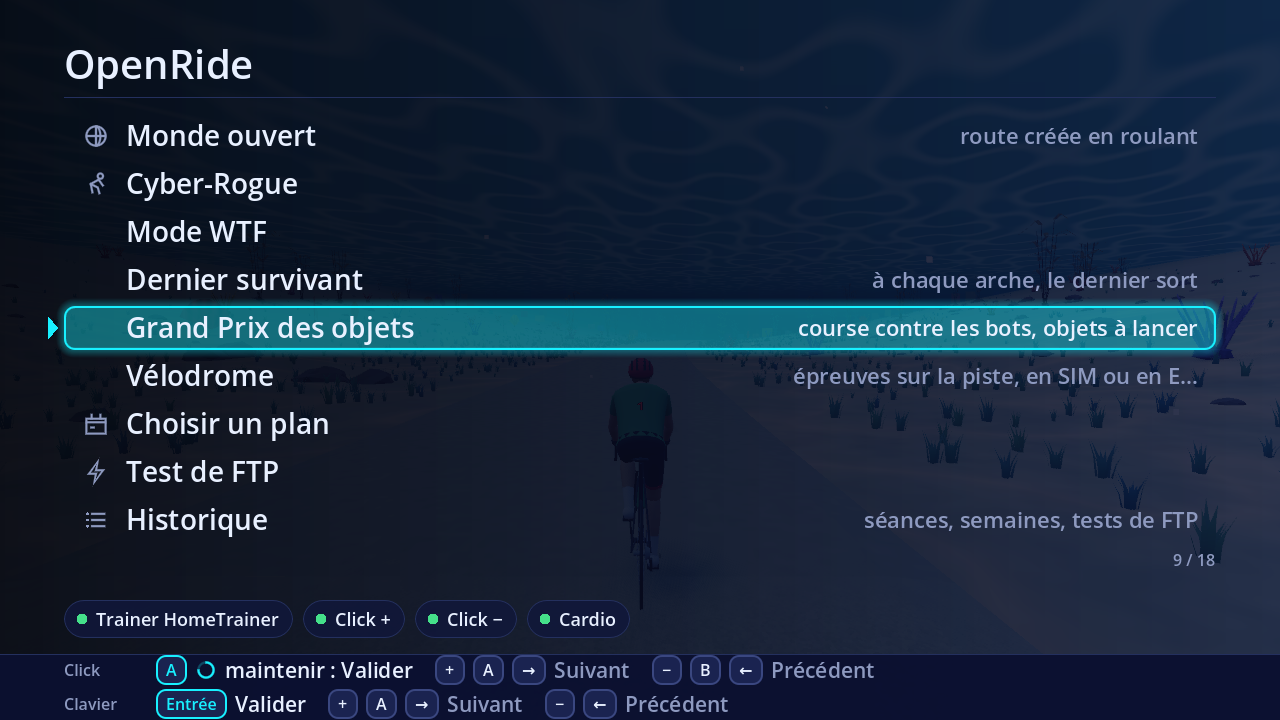 OpenRide
Monde ouvert route créée en roulant
Cyber-Rogue
Mode WTF
Dernier survivant à chaque arche, le dernier sort
Grand Prix des objets course contre les bots, objets à lancer
Vélodrome épreuves sur la piste, en SIM ou en E...
Choisir un plan
Test de FTP
Historique séances, semaines, tests de FTP
9 / 18
Trainer HomeTrainer Click + Click − Cardio
Click A maintenir : Valider + A → Suivant − B ← Précédent
Clavier Entrée Valider + A → Suivant − ← Précédent